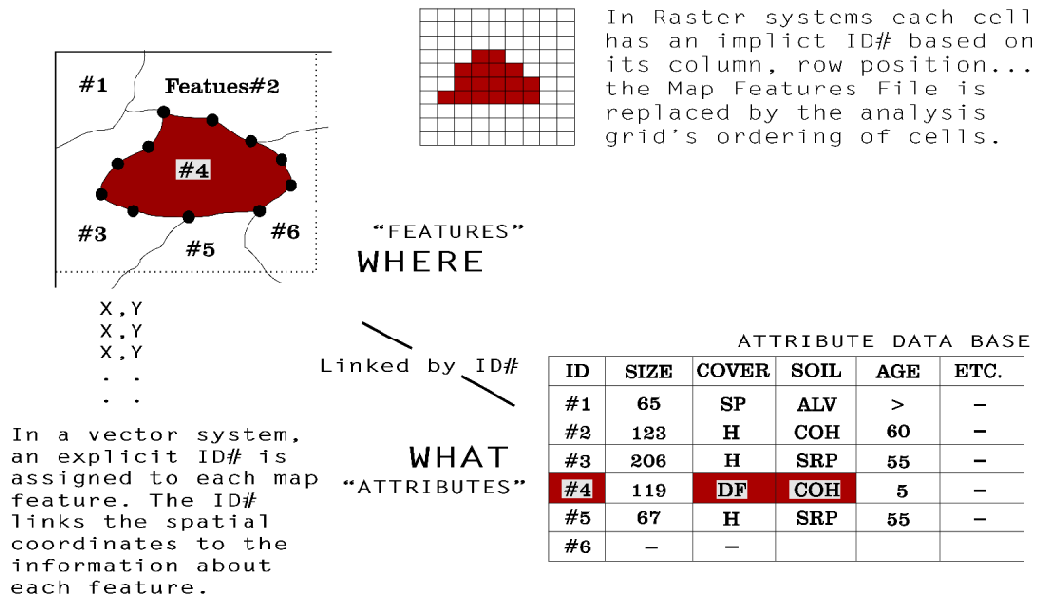 In Raster systems each cell
has an implict ID# based on
its column, row position...
the Map Features File is
replaced by the analysis
grid's ordering of cells.
#1
Featues#2
#4
#3
#5
#6
“FEATURES”
WHERE
X,Y
X,Y
X,Y
. .
. .
Linked by ID#
WHAT
“ATTRIBUTES”
In a vector system,
an explicit ID# is
assigned to each map
feature. The ID#
links the spatial
coordinates to the
information about
each feature.
ATTRIBUTE DATA BASE
ID SIZE COVER SOIL AGE ETC.
#1 65 SP ALV > –
#2 123 H COH 60 –
#3 206 H SRP 55 –
#4 119 DF COH 5 –
#5 67 H SRP 55 –
#6 – –